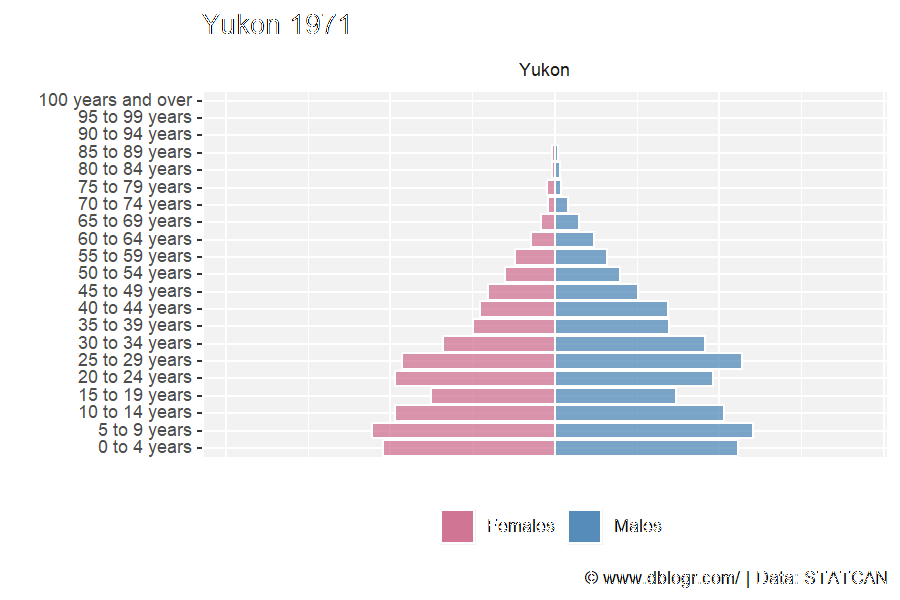 Yukon 1971
Yukon
100 years and over
95 to 99 years
90 to 94 years
85 to 89 years
80 to 84 years
75 to 79 years
70 to 74 years
65 to 69 years
60 to 64 years
55 to 59 years
50 to 54 years
45 to 49 years
40 to 44 years
35 to 39 years
30 to 34 years
25 to 29 years
20 to 24 years
15 to 19 years
10 to 14 years
5 to 9 years
0 to 4 years
Females Males
© www.dblogr.com/ | Data: STATCAN